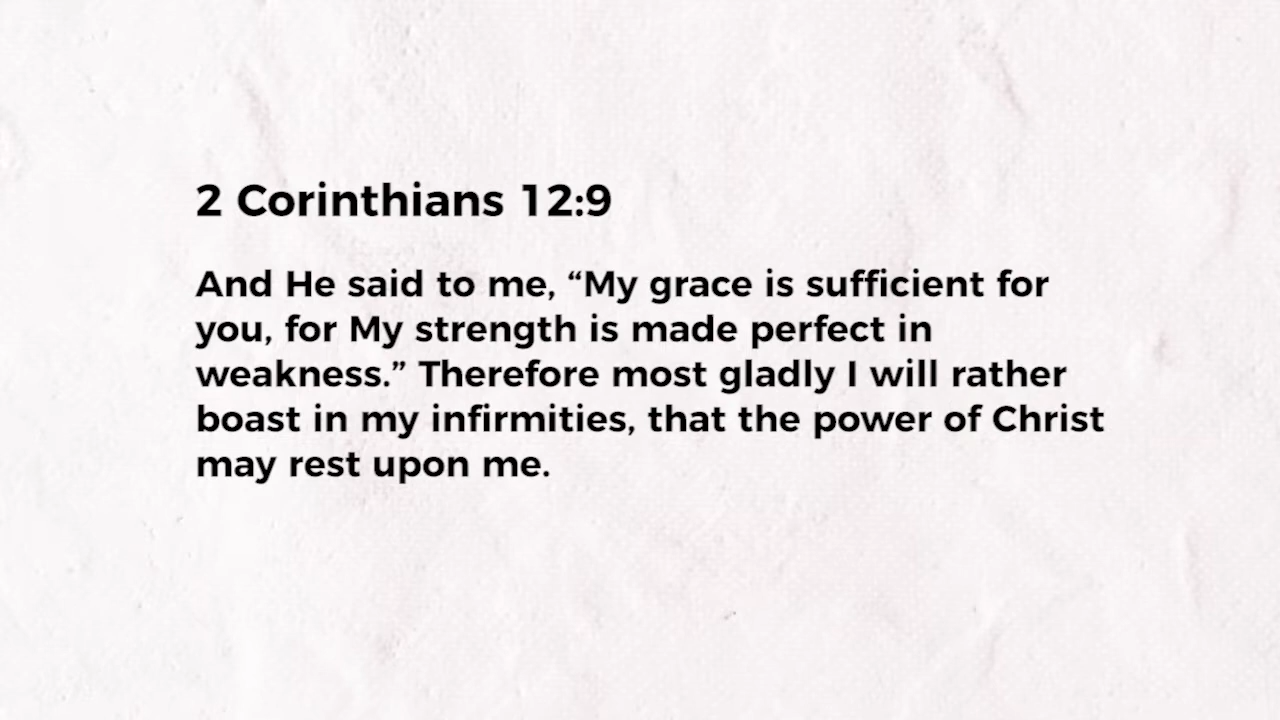 2 Corinthians 12:9
And He said to me, “My grace is sufficient for
you, for My strength is made perfect in
weakness.” Therefore most gladly I will rather
boast in my infirmities, that the power of Christ
may rest upon me.